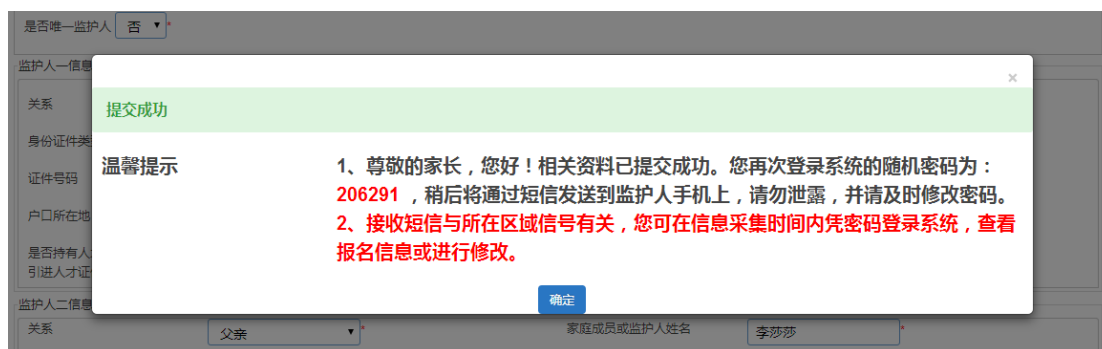 是否唯一监护人 否 *
监护人一信息
×
关系
提交成功
身份证件类
温馨提示 1、尊敬的家长，您好！相关资料已提交成功。您再次登录系统的随机密码为：
证件号码
206291 ，稍后将通过短信发送到监护人手机上，请勿泄露，并请及时修改密码。
户口所在地
2、接收短信与所在区域信号有关，您可在信息采集时间内凭密码登录系统，查看
是否持有人
报名信息或进行修改。
引进人才证
确定
监护人二信息
关系 父亲 * 家庭成员或监护人姓名 李莎莎 *